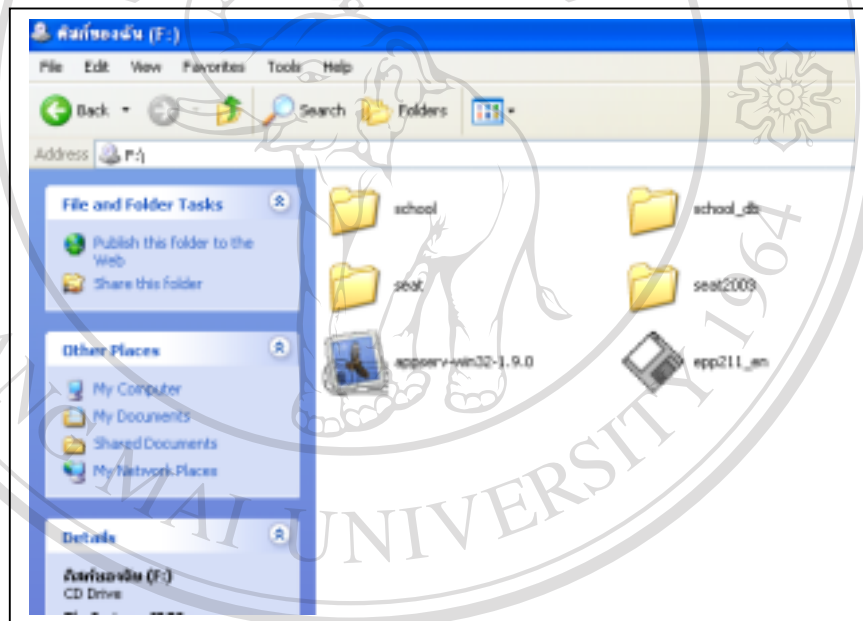 (F:)
File Edit View Favorites Tools Help
Back Search Folders
Address F:\
File and Folder Tasks
Publish this folder to the
Web
Share this folder
Other Places
My Computer
My Documents
Shared Documents
My Network Places
Details
(F:)
CD Drive
school
school_db
seat
seat2003
appserv-win32-1.9.0
epp211_en
MAI UNIVERSITY 1964